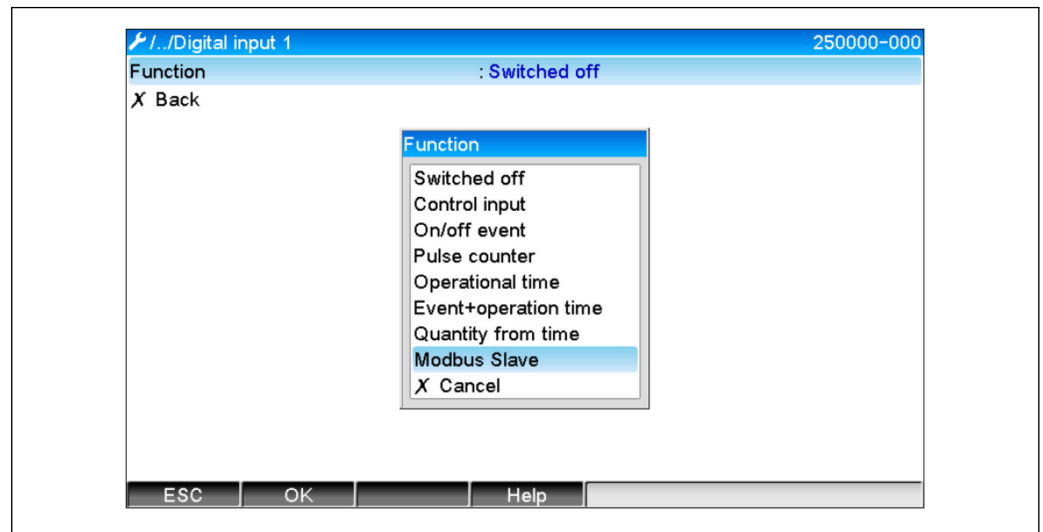 /../Digital input 1 250000-000
Function : Switched off
X Back
Function
Switched off
Control input
On/off event
Pulse counter
Operational time
Event+operation time
Quantity from time
Modbus Slave
X Cancel
ESC OK Help